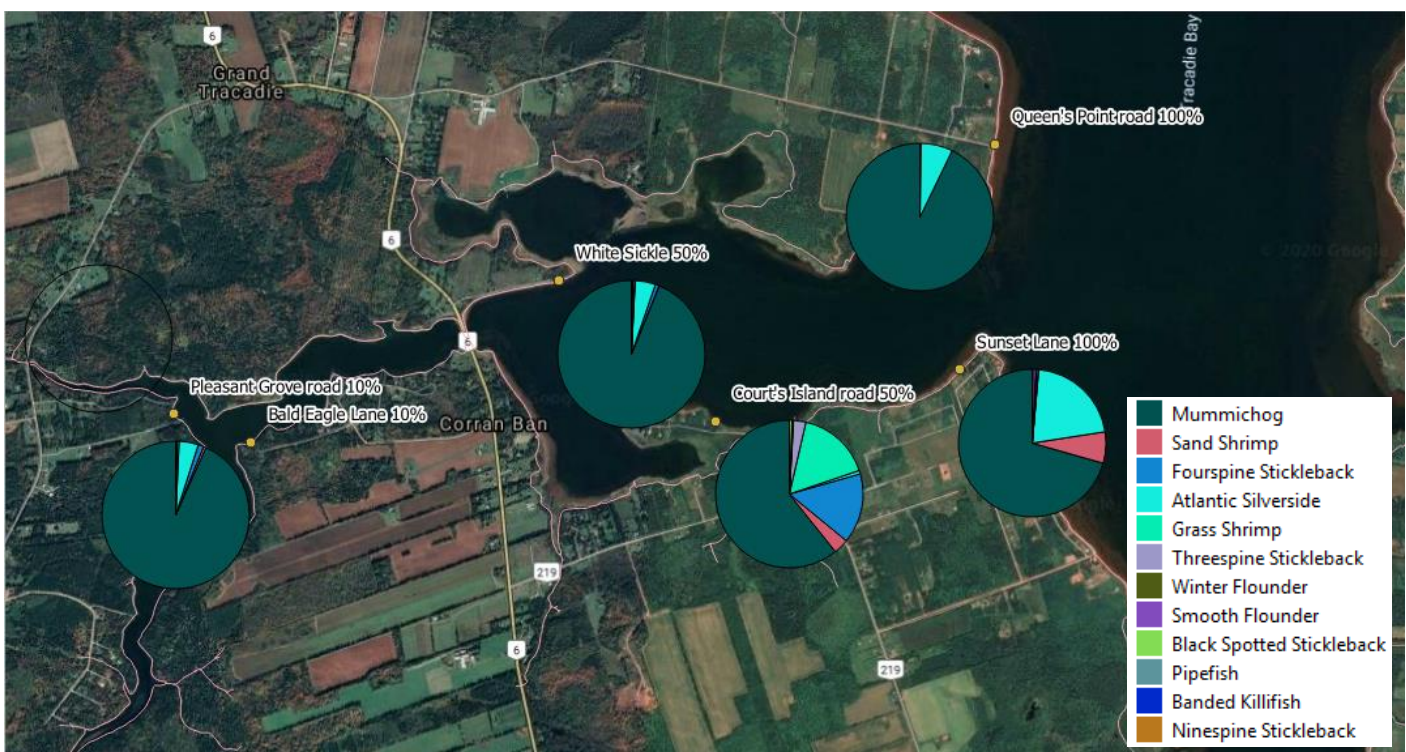 6
Grand
Tracadie
Tracadie Bay
Queen's Point road 100%
6
White Sickle 50%
© 2020 Google
6
Sunset Lane 100%
Pleasant Grove road 10%
Court's Island road 50%
Bald Eagle Lane 10%
Corran Ban
219
6
219
Mummichog
Sand Shrimp
Fourspine Stickleback
Atlantic Silverside
Grass Shrimp
Threespine Stickleback
Winter Flounder
Smooth Flounder
Black Spotted Stickleback
Pipefish
Banded Killifish
Ninespine Stickleback